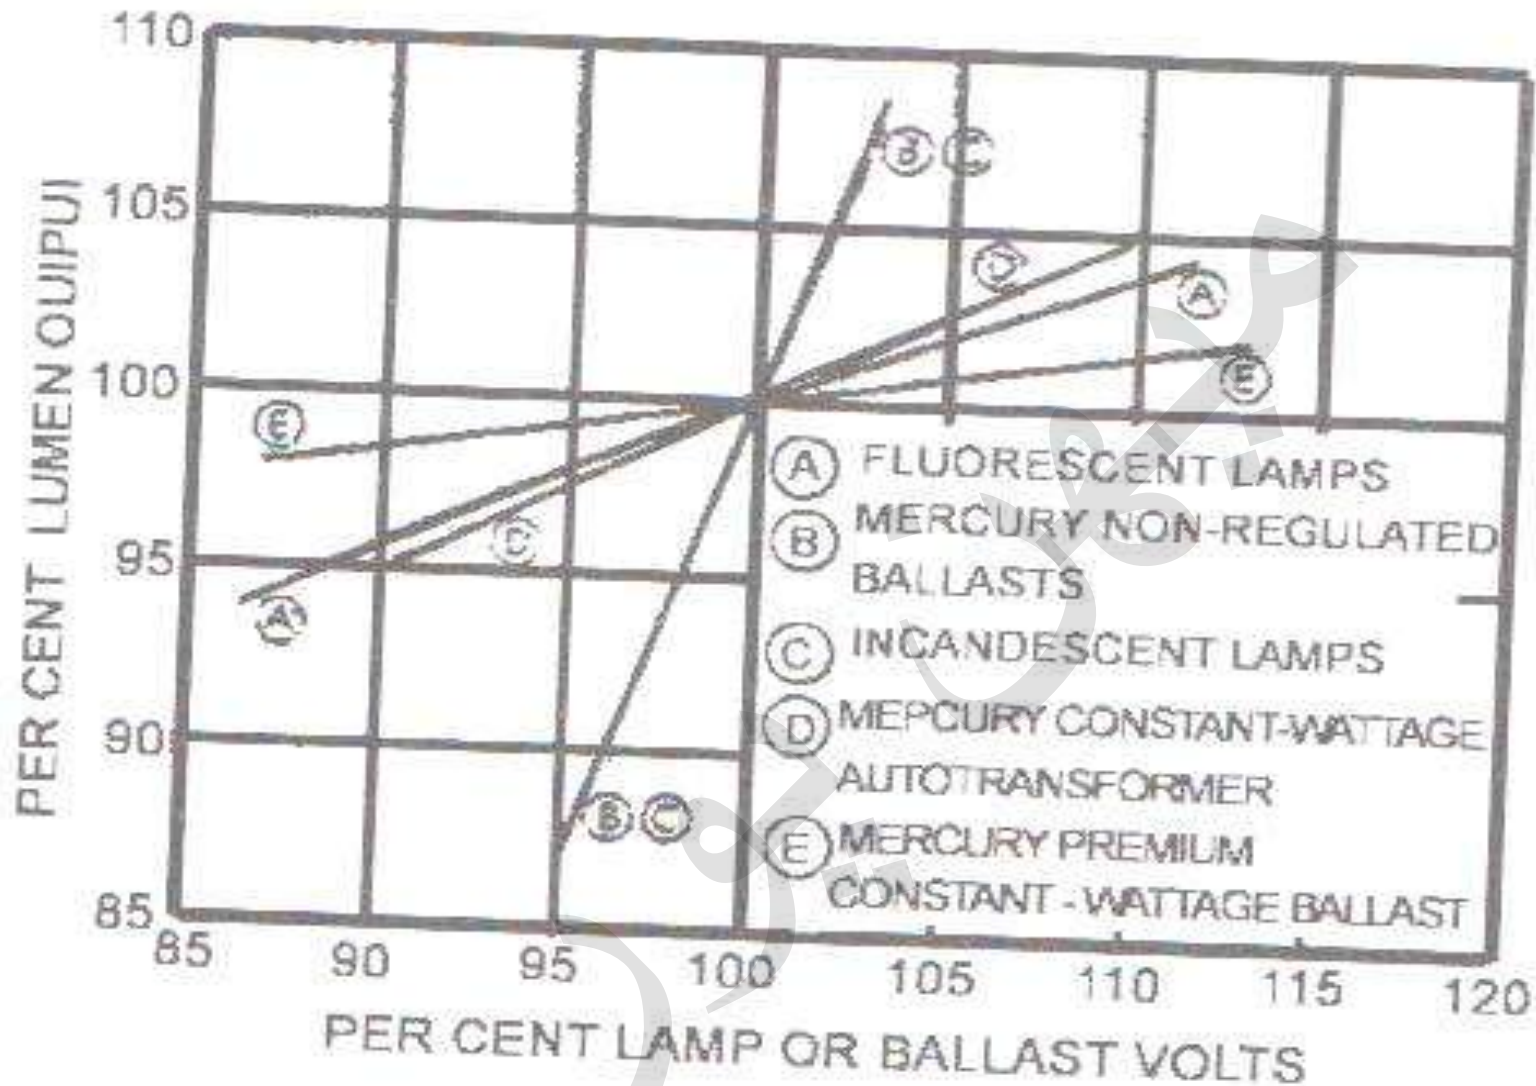 110
105
100
95
90
85
85 90 95 100 105 110 115 120
PER CENT LUMEN OUIPUI
PER CENT LAMP OR BALLAST VOLTS
B C
D
A
E
E
A
B C
A FLUORESCENT LAMPS
B MERCURY NON-REGULATED
BALLASTS
C INCANDESCENT LAMPS
D MEPCURY CONSTANT-WATTAGE
AUTOTRANSFORMER
E MERCURY PREMIUM
CONSTANT - WATTAGE BALLAST